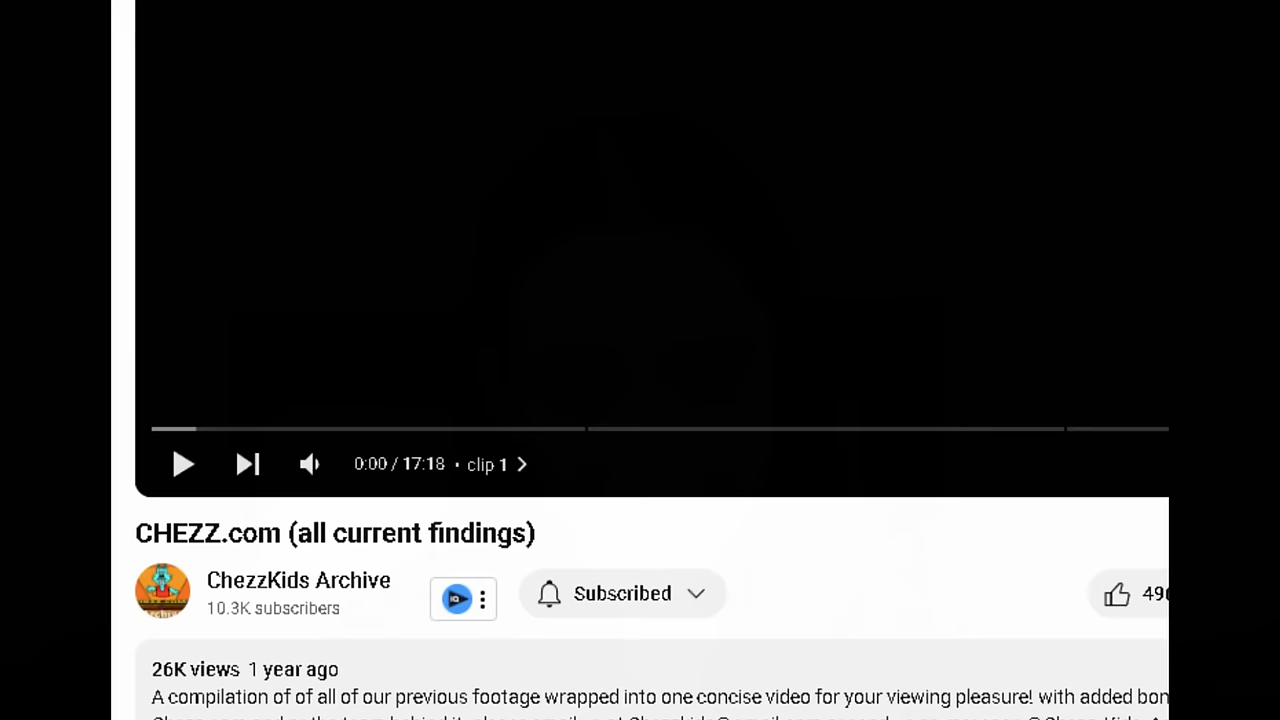 0:00 / 17:18 • clip 1
CHEZZ.com (all current findings)
ChezzKids Archive
10.3K subscribers
Subscribed
490
26K views 1 year ago
A compilation of of all of our previous footage wrapped into one concise video for your viewing pleasure! with added bon